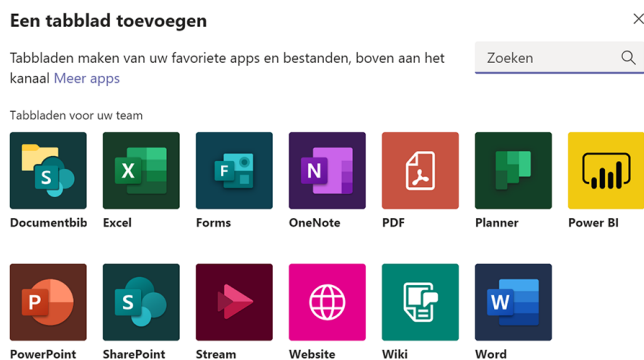 Een tabblad toevoegen
Tabbladen maken van uw favoriete apps en bestanden, boven aan het
kanaal Meer apps
Zoeken
Tabbladen voor uw team
S
X
F
N
Documentbib
Excel
Forms
OneNote
PDF
Planner
Power BI
P
S
W
PowerPoint
SharePoint
Stream
Website
Wiki
Word